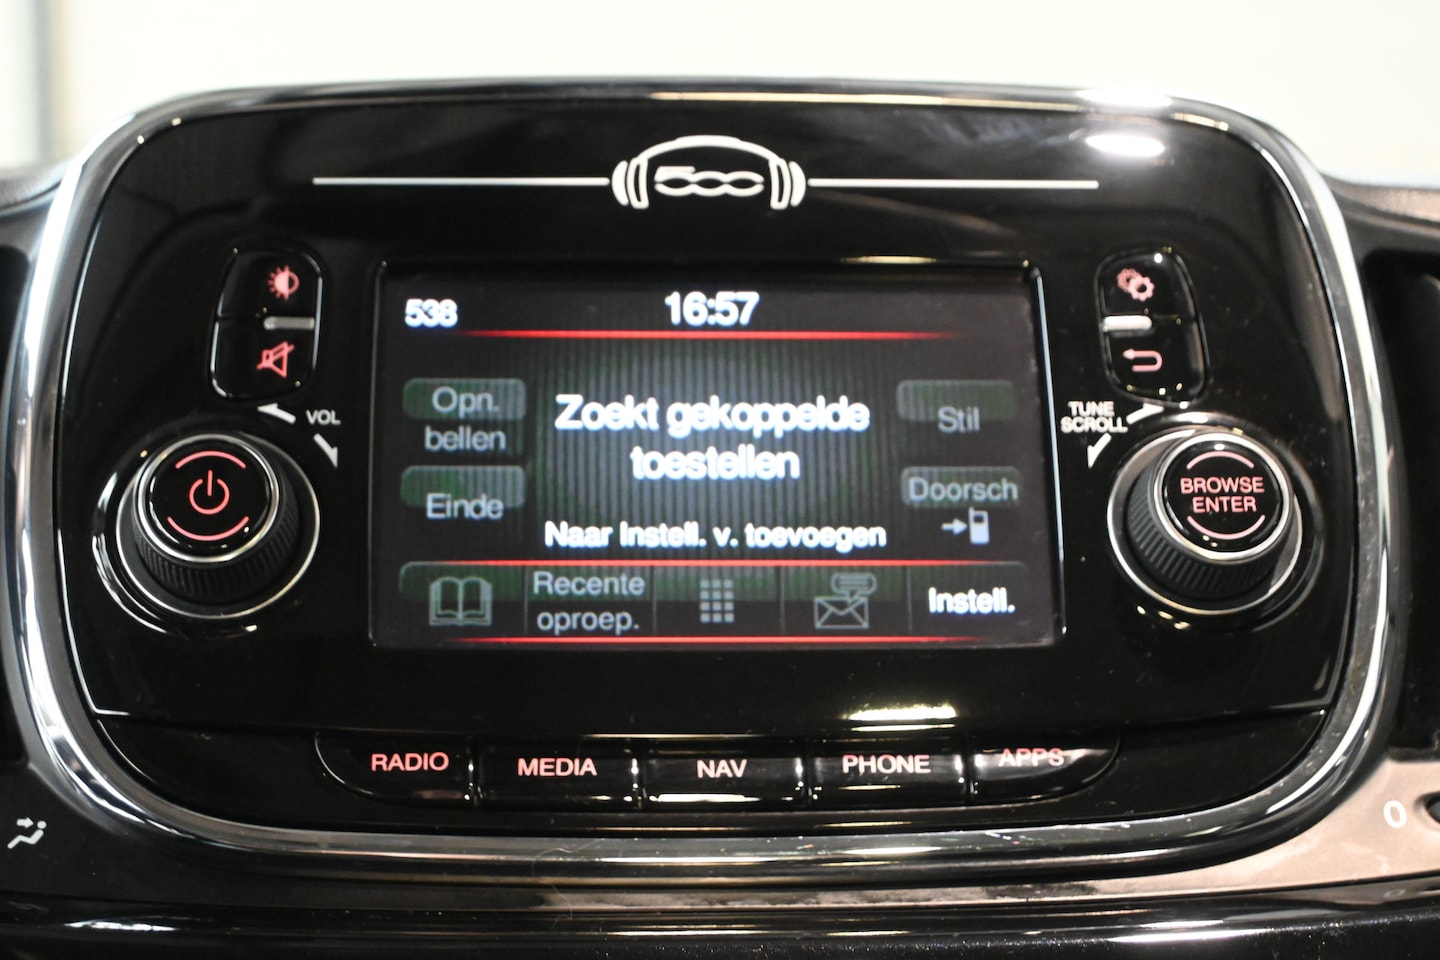 500
538 16:57
Opn.
bellen
Zoekt gekoppelde
toestellen
Stil
Einde
Doorsch
Naar Instell. v. toevoegen
Recente
oproep.
Instell.
VOL
TUNE
SCROLL
BROWSE
ENTER
RADIO MEDIA NAV PHONE APPS
0